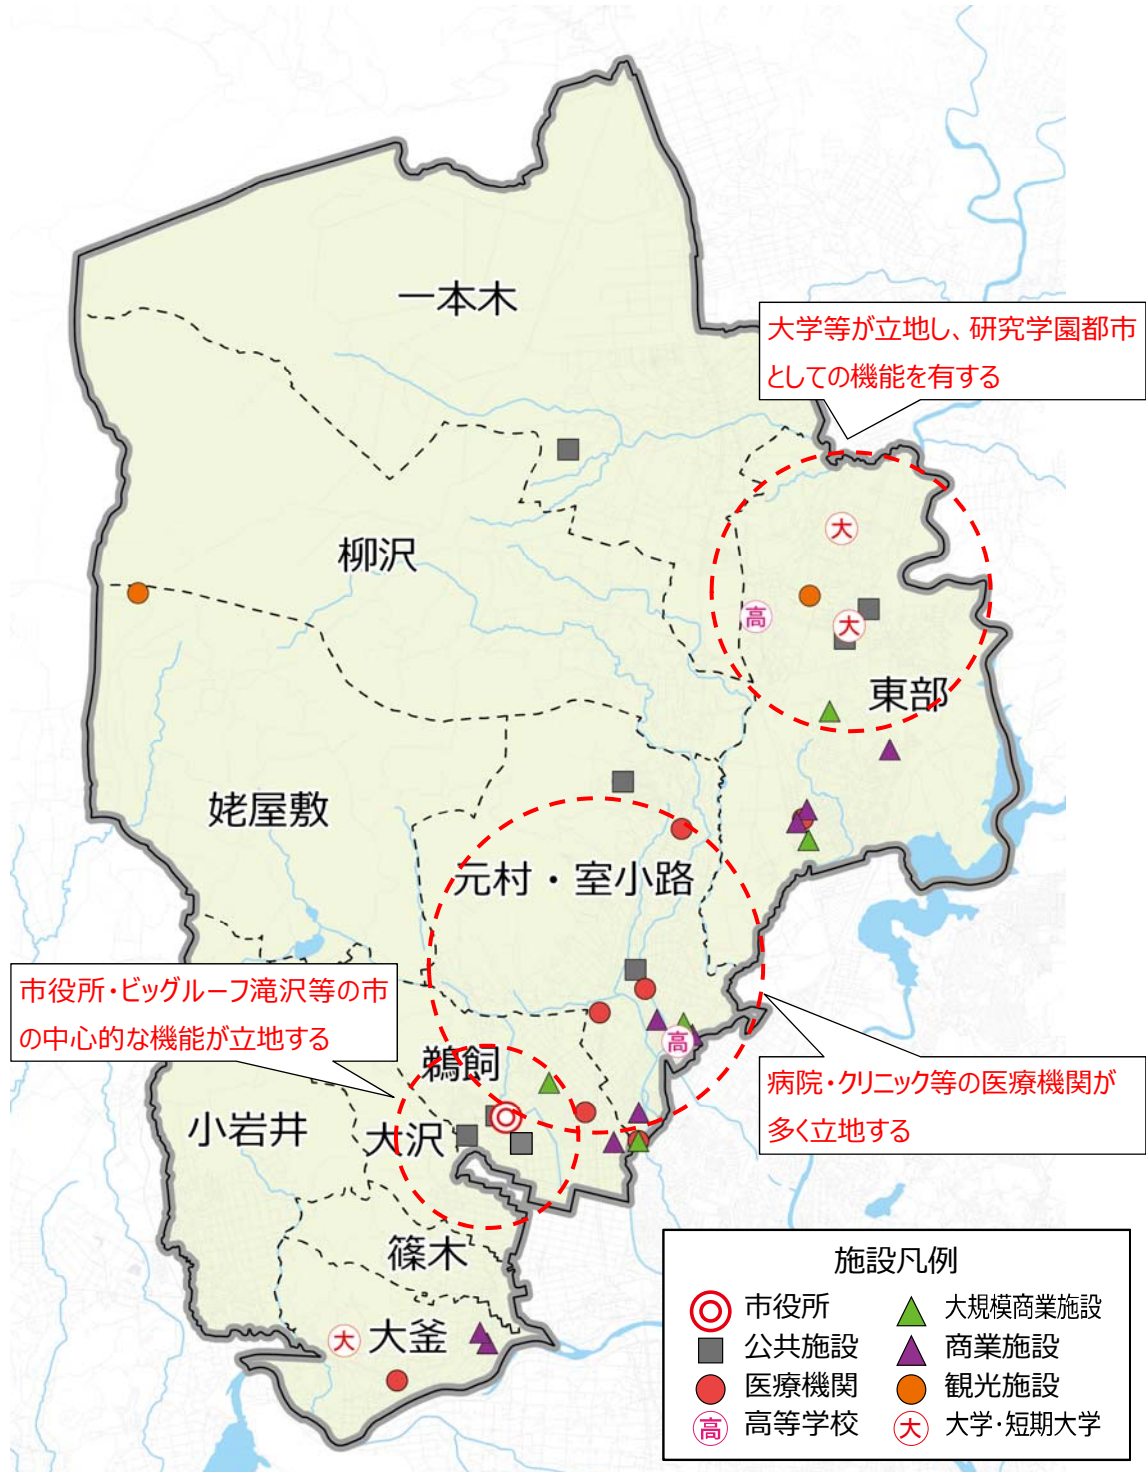 一本木
大学等が立地し、研究学園都市
としての機能を有する
大
柳沢
高
大
東部
姥屋敷
元村・室小路
市役所・ビッグルーフ滝沢等の市
の中心的な機能が立地する
高
鵜飼
病院・クリニック等の医療機関が
多く立地する
小岩井
大沢
篠木
大
大釜
施設凡例
市役所
大規模商業施設
公共施設
商業施設
医療機関
観光施設
高
高等学校
大
大学・短期大学